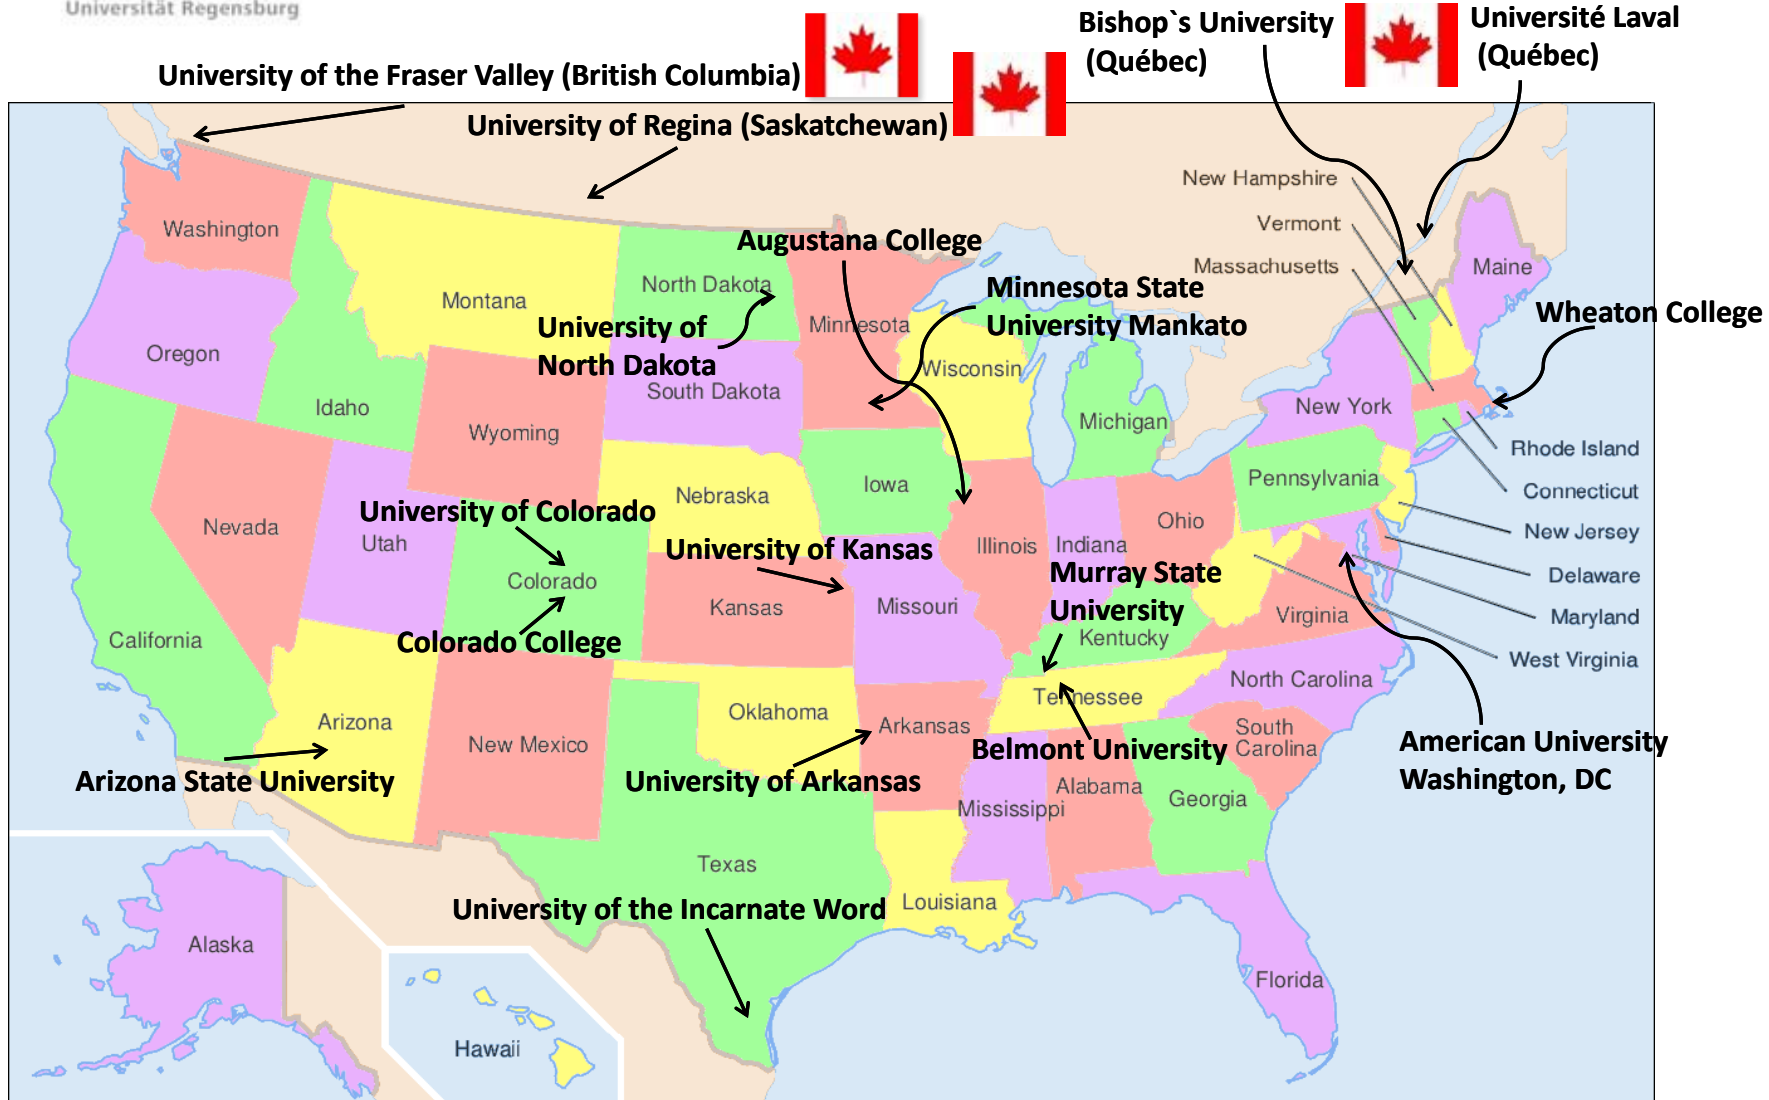 Universität Regensburg
Bishop`s University
(Québec)
Université Laval
(Québec)
University of the Fraser Valley (British Columbia)
University of Regina (Saskatchewan)
New Hampshire
Vermont
Massachusetts
Washington
Augustana College
Maine
North Dakota
Minnesota State
University Mankato
Montana
Minnesota
Wheaton College
University of
North Dakota
Oregon
Wisconsin
South Dakota
Idaho
New York
Michigan
Wyoming
Rhode Island
Pennsylvania
Nebraska
Iowa
Connecticut
University of Colorado
Nevada
Ohio
New Jersey
Utah
University of Kansas
Illinois
Indiana
Colorado
Murray State
University
Delaware
Kansas
Missouri
Virginia
Maryland
California
Colorado College
Kentucky
West Virginia
North Carolina
Tennessee
Arizona
Oklahoma
Arkansas
South
Carolina
New Mexico
Belmont University
American University
Washington, DC
Arizona State University
University of Arkansas
Alabama
Georgia
Mississippi
Texas
University of the Incarnate Word
Louisiana
Alaska
Florida
Hawaii